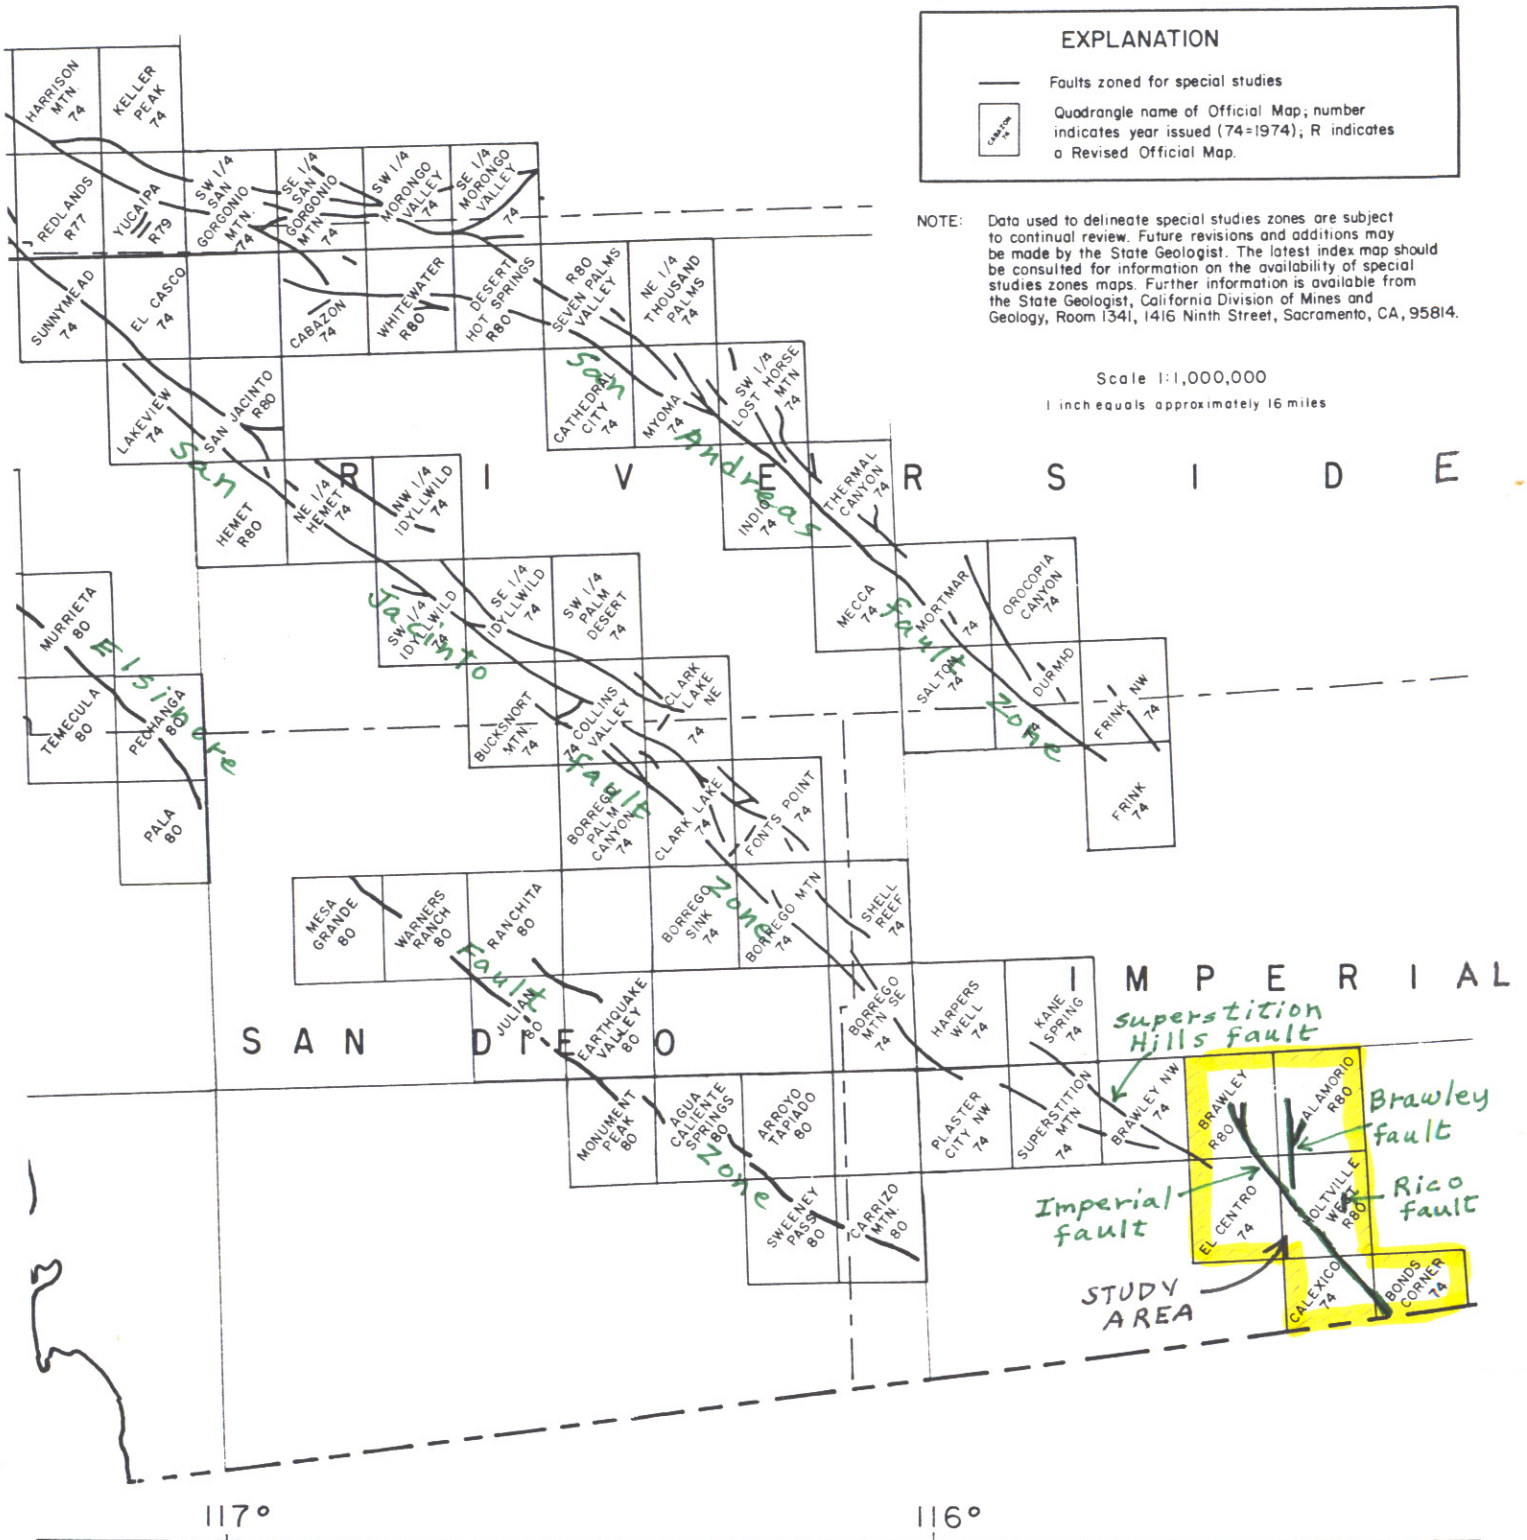 EXPLANATION
Faults zoned for special studies
CABAZON
74
Quadrangle name of Official Map; number
indicates year issued (74=1974); R indicates
a Revised Official Map.
NOTE: Data used to delineate special studies zones are subject
to continual review. Future revisions and additions may
be made by the State Geologist. The latest index map should
be consulted for information on the availability of special
studies zones maps. Further information is available from
the State Geologist, California Division of Mines and
Geology, Room 1341, 1416 Ninth Street, Sacramento, CA, 95814.
Scale 1:1,000,000
1 inch equals approximately 16 miles
HARRISON
MTN.
74
KELLER
PEAK
74
REDLANDS
R77
YUCAIPA
R79
SW 1/4
SAN
GORGONIO
MTN.
74
SE 1/4
SAN
GORGONIO
MTN.
74
SW 1/4
MORONGO
VALLEY
74
SE 1/4
MORONGO
VALLEY
74
SUNNYMEAD
74
EL CASCO
74
CABAZON
74
WHITEWATER
R80
DESERT
HOT SPRINGS
R80
R80
SEVEN PALMS
VALLEY
NE 1/4
THOUSAND
PALMS
74
LAKEVIEW
74
SAN JACINTO
R80
CATHEDRAL
CITY
74
MYOMA
74
SW 1/4
LOST HORSE
MTN
74
San
Andreas
fault
zone
RIVERSIDE
HEMET
R80
NE 1/4
HEMET
74
NW 1/4
IDYLLWILD
74
INDIO
74
THERMAL
CANYON
74
San
Jacinto
fault
zone
MURRIETA
80
SW 1/4
IDYLLWILD
74
SE 1/4
IDYLLWILD
74
SW 1/4
PALM
DESERT
74
MECCA
74
MORTMAR
74
OROCOPIA
CANYON
74
Elsinore
Fault
zone
TEMECULA
80
PECHANGA
80
BUCKSNORT
MTN.
74
COLLINS
VALLEY
74
CLARK
LAKE
NE
74
SALTON
74
DURMID
74
FRINK NW
74
PALA
80
BORREGO
PALM
CANYON
74
CLARK LAKE
74
FONTS POINT
74
FRINK
74
MESA
GRANDE
80
WARNERS
RANCH
80
RANCHITA
80
BORREGO
SINK
74
BORREGO MTN
74
SHELL
REEF
74
IMPERIAL
SAN DIEGO
JULIAN
80
EARTHQUAKE
VALLEY
80
BORREGO
MTN SE
74
HARPERS
WELL
74
KANE
SPRING
74
Superstition
Hills fault
MONUMENT
PEAK
80
AGUA
CALIENTE
SPRINGS
80
ARROYO
TAPIADO
80
PLASTER
CITY NW
74
SUPERSTITION
MTN
74
BRAWLEY NW
74
BRAWLEY
R80
ALAMORIO
R80
Brawley
fault
SWEENEY
PASS
80
CARRIZO
MTN.
80
Imperial
fault
EL CENTRO
74
HOLTVILLE
WEST
R80
Rico
fault
STUDY
AREA
CALEXICO
74
BONDS
CORNER
74
117°
116°